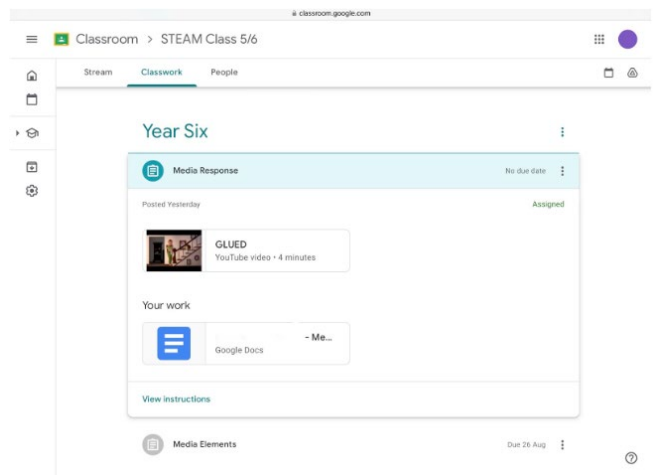 classroom.google.com
Classroom > STEAM Class 5/6
Stream Classwork People
Year Six
Media Response No due date
Posted Yesterday Assigned
GLUED
YouTube video • 4 minutes
Your work
- Me...
Google Docs
View instructions
Media Elements Due 26 Aug